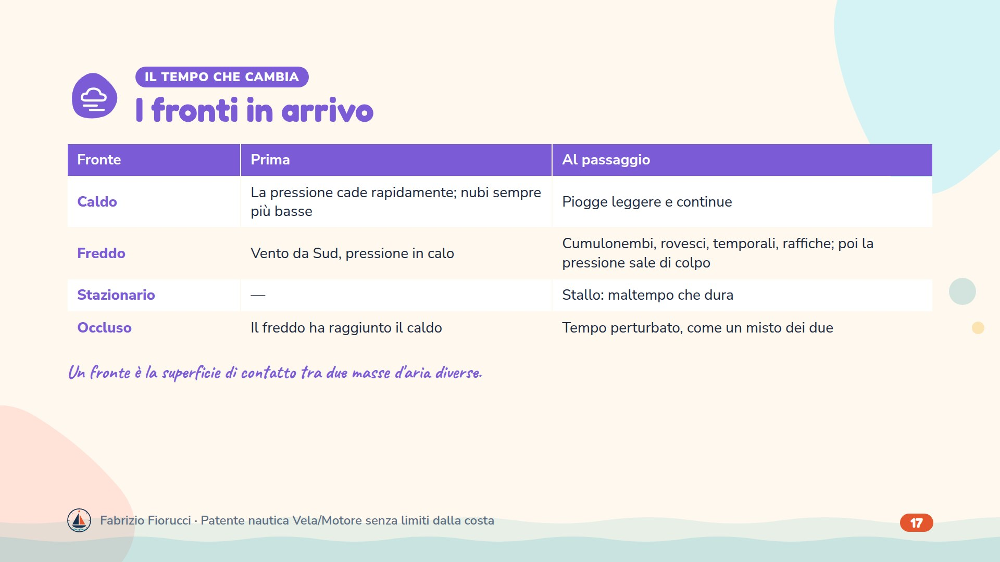 IL TEMPO CHE CAMBIA
I fronti in arrivo
Fronte
Prima
Al passaggio
Caldo
La pressione cade rapidamente; nubi sempre
più basse
Piogge leggere e continue
Freddo
Vento da Sud, pressione in calo
Cumulonembi, rovesci, temporali, raffiche; poi la
pressione sale di colpo
Stazionario
—
Stallo: maltempo che dura
Occluso
Il freddo ha raggiunto il caldo
Tempo perturbato, come un misto dei due
Un fronte è la superficie di contatto tra due masse d'aria diverse.
Fabrizio Fiorucci · Patente nautica Vela/Motore senza limiti dalla costa
17